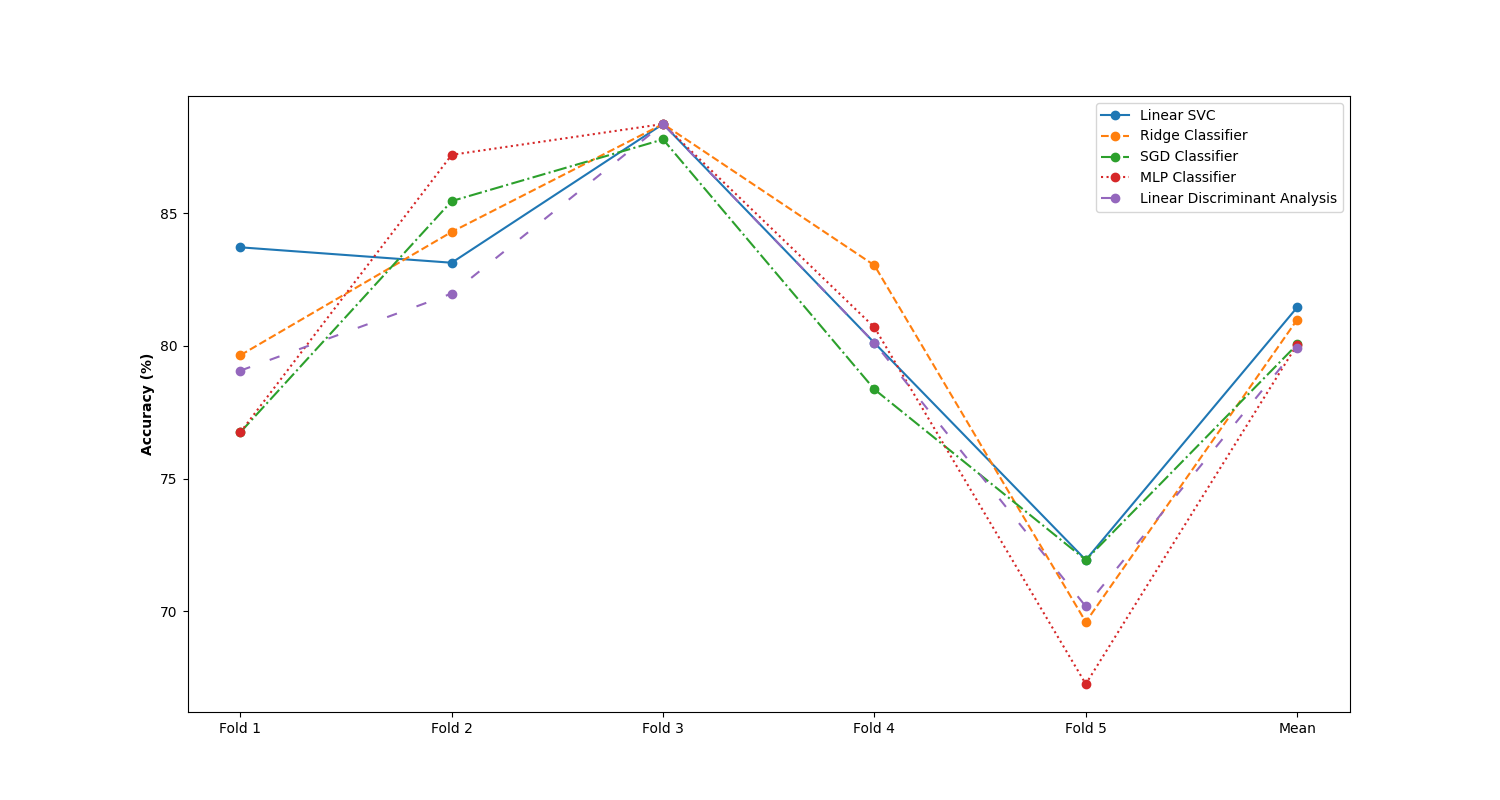 Linear SVC
Ridge Classifier
SGD Classifier
MLP Classifier
Linear Discriminant Analysis
85
80
75
70
Accuracy (%)
Fold 1 Fold 2 Fold 3 Fold 4 Fold 5 Mean